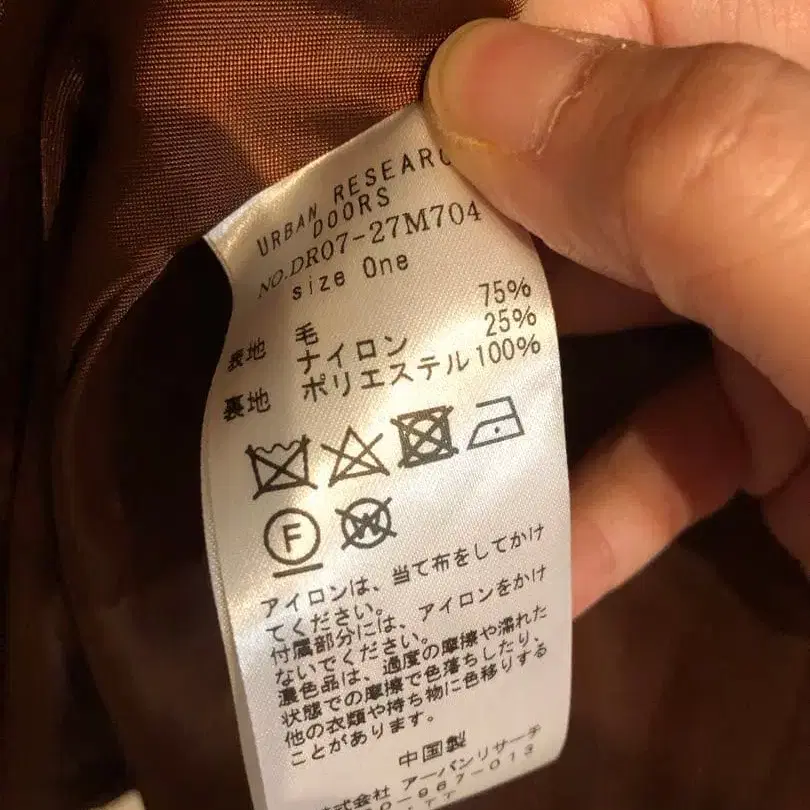 URBAN RESEARC
DOORS
NO.DR07-27M704
size One
表地 毛 75%
ナイロン 25%
裏地 ポリエステル 100%
F W
アイロンは、当て布をしてかけ
てください。
付属部分には、アイロンをかけ
ないでください。
濃色品は、過度の摩擦や濡れた
状態での摩擦で色落ちしたり、
他の衣類や持ち物に色移りする
ことがあります。
中国製
アーバンリサーチ